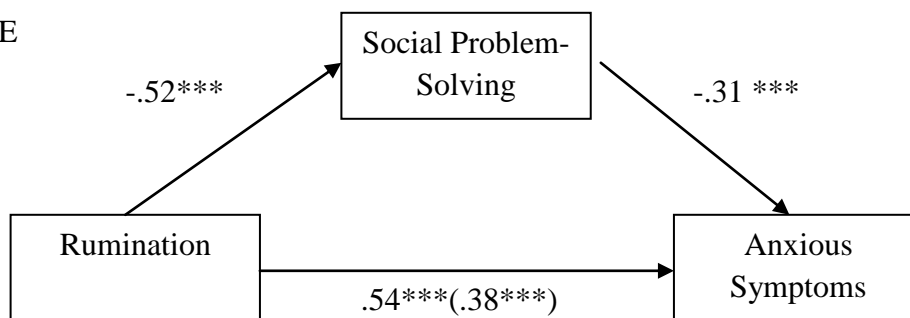 E
Social Problem-
Solving
-.52***
-.31 ***
Rumination
Anxious
Symptoms
.54***(.38***)